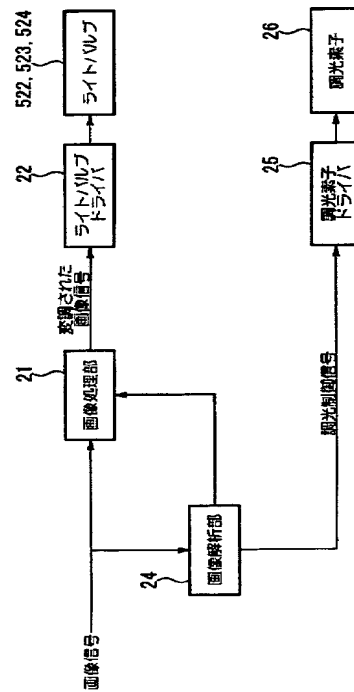 画像信号
21
画像処理部
24
画像解析部
変調された
画像信号
22
ライトバルブ
ドライバ
522, 523, 524
ライトバルブ
調光制御信号
25
調光素子
ドライバ
26
調光素子